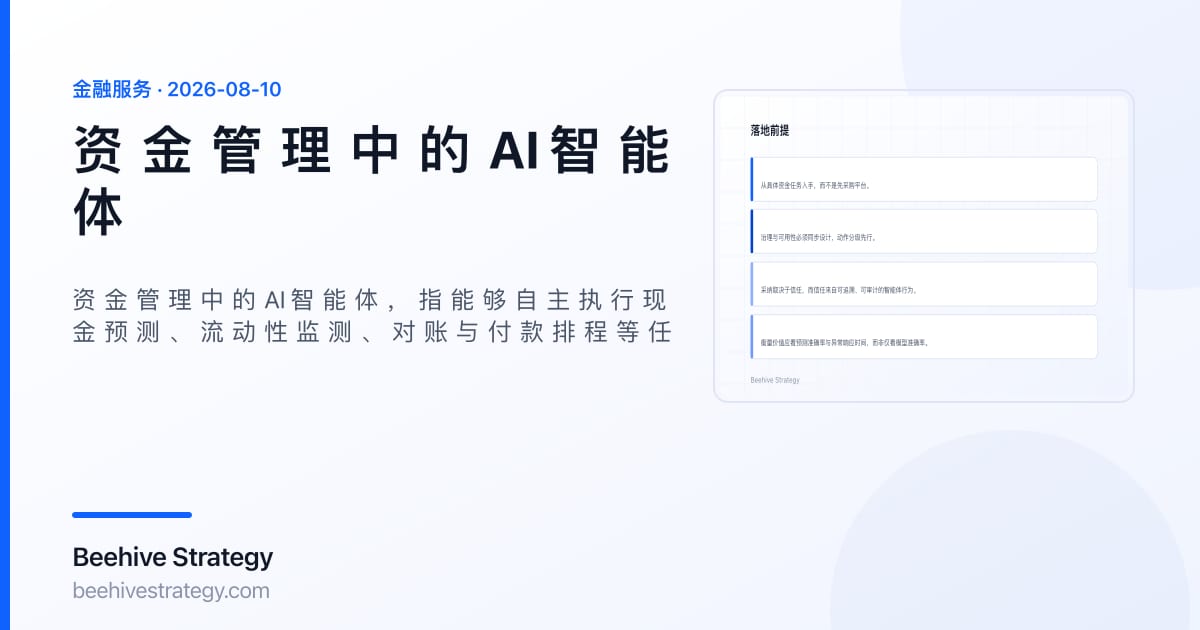 金融服务 · 2026-08-10
资金管理中的AI智能
体
资金管理中的AI智能体，指能够自主执行现
金预测、流动性监测、对账与付款排程等任
Beehive Strategy
beehivestrategy.com
落地前提
从具体资金任务入手，而不是先采购平台。
治理与可用性必须同步设计，动作分级先行。
采纳取决于信任，而信任来自可追溯、可审计的智能体行为。
衡量价值应看预测准确率与异常响应时间，而非仅看模型准确率。
Beehive Strategy